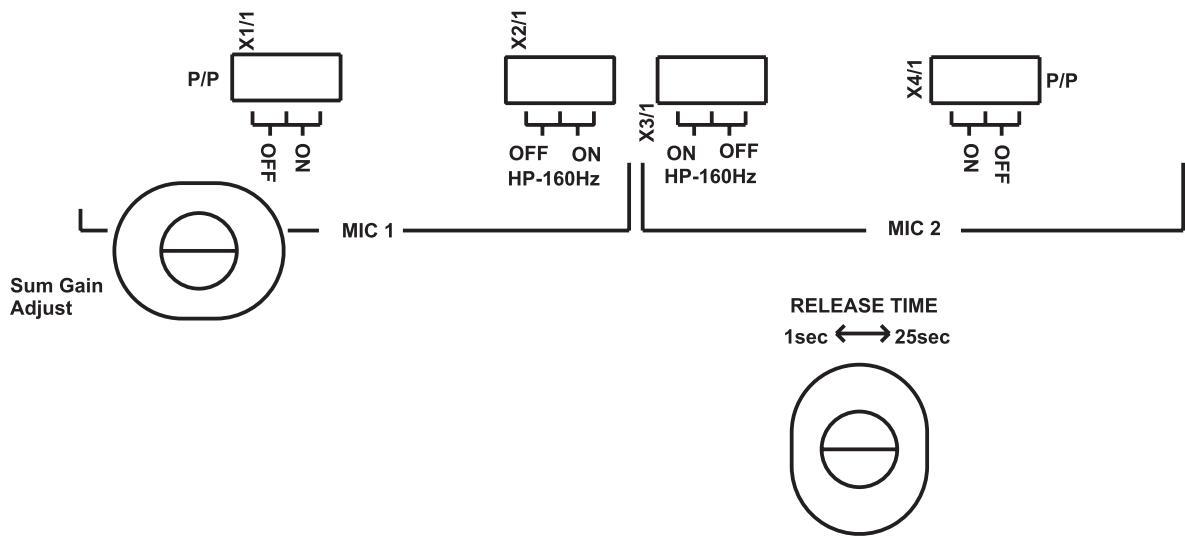 X1/1
P/P
OFF
ON
X2/1
OFF ON
HP-160Hz
X3/1
ON OFF
HP-160Hz
X4/1
P/P
ON
OFF
MIC 1
MIC 2
Sum Gain
Adjust
RELEASE TIME
1sec 25sec